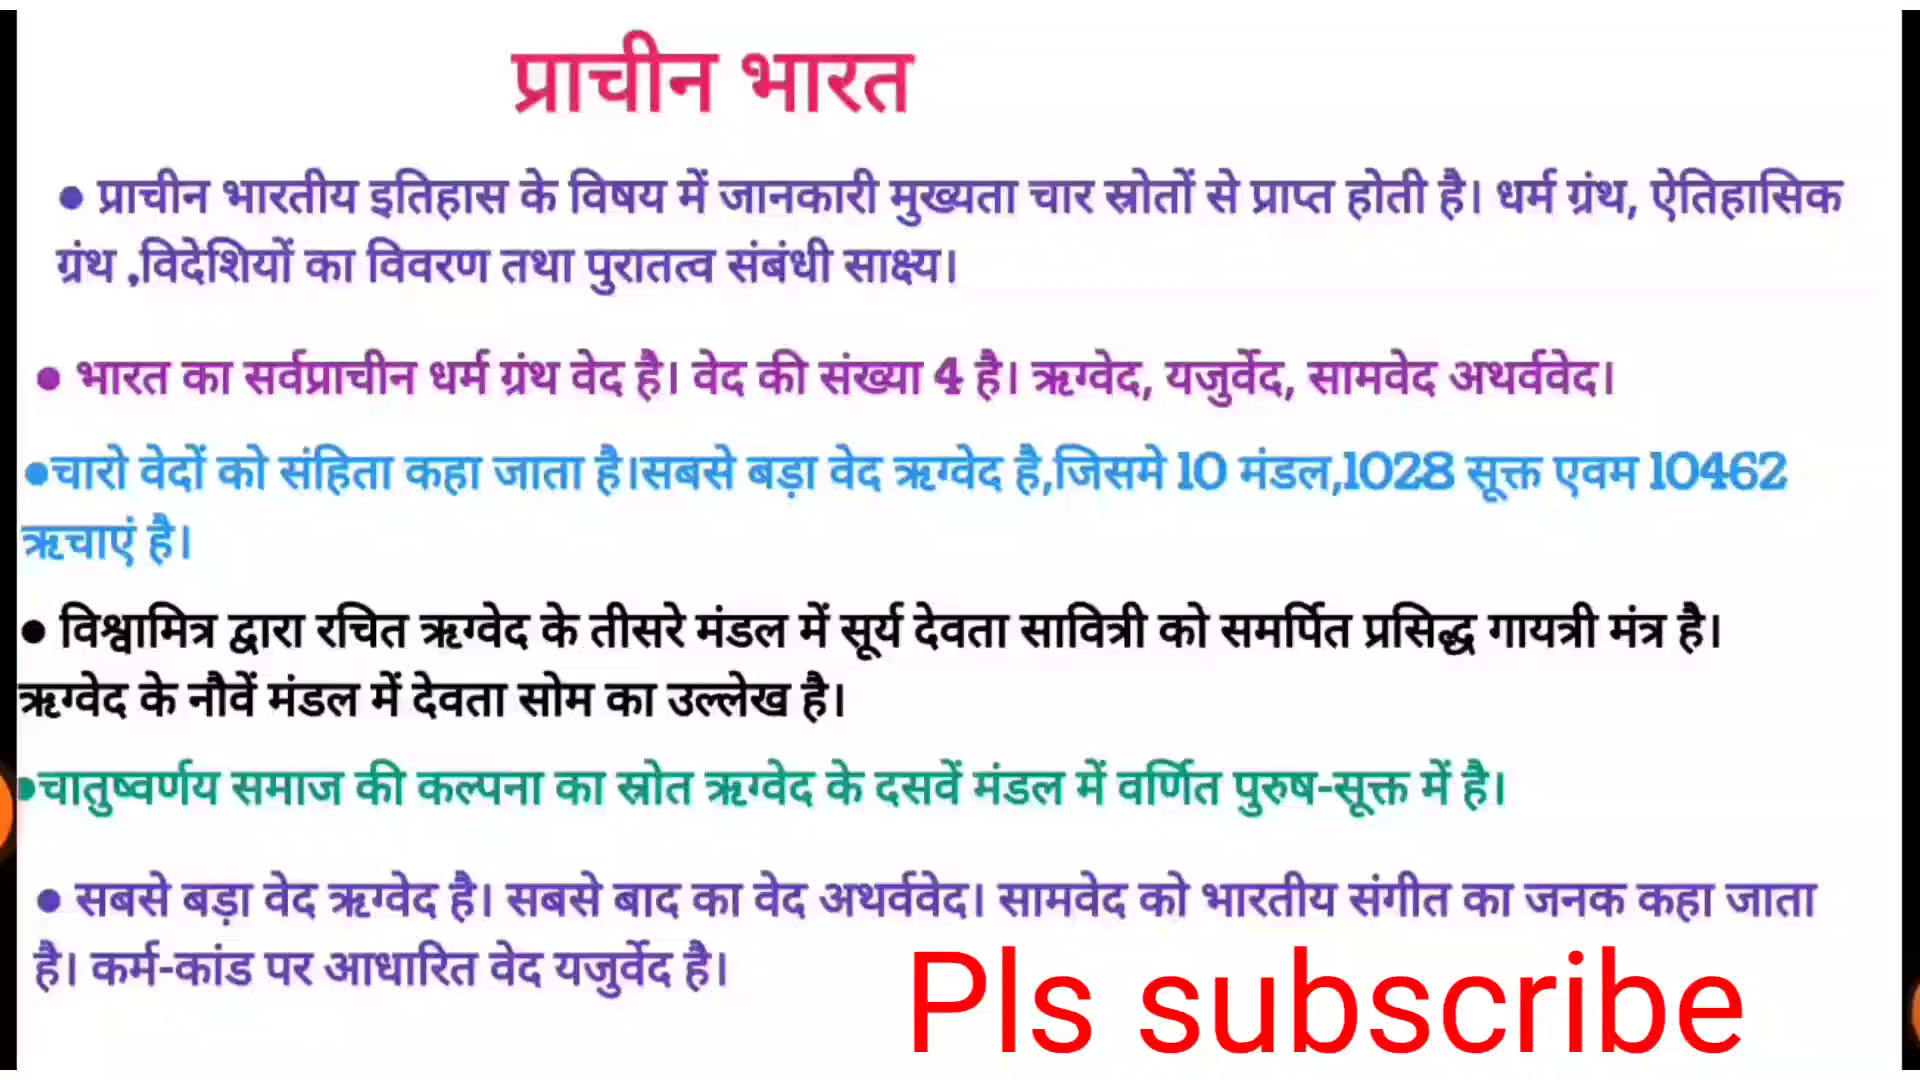 प्राचीन भारत
● प्राचीन भारतीय इतिहास के विषय में जानकारी मुख्यता चार स्रोतों से प्राप्त होती है। धर्म ग्रंथ, ऐतिहासिक
ग्रंथ ,विदेशियों का विवरण तथा पुरातत्व संबंधी साक्ष्य।
● भारत का सर्वप्राचीन धर्म ग्रंथ वेद है। वेद की संख्या 4 है। ऋग्वेद, यजुर्वेद, सामवेद अथर्ववेद।
●चारो वेदों को संहिता कहा जाता है।सबसे बड़ा वेद ऋग्वेद है,जिसमे 10 मंडल,1028 सूक्त एवम 10462
ऋचाएं है।
● विश्वामित्र द्वारा रचित ऋग्वेद के तीसरे मंडल में सूर्य देवता सावित्री को समर्पित प्रसिद्ध गायत्री मंत्र है।
ऋग्वेद के नौवें मंडल में देवता सोम का उल्लेख है।
●चातुष्वर्णय समाज की कल्पना का स्रोत ऋग्वेद के दसवें मंडल में वर्णित पुरुष-सूक्त में है।
● सबसे बड़ा वेद ऋग्वेद है। सबसे बाद का वेद अथर्ववेद। सामवेद को भारतीय संगीत का जनक कहा जाता
है। कर्म-कांड पर आधारित वेद यजुर्वेद है।
Pls subscribe